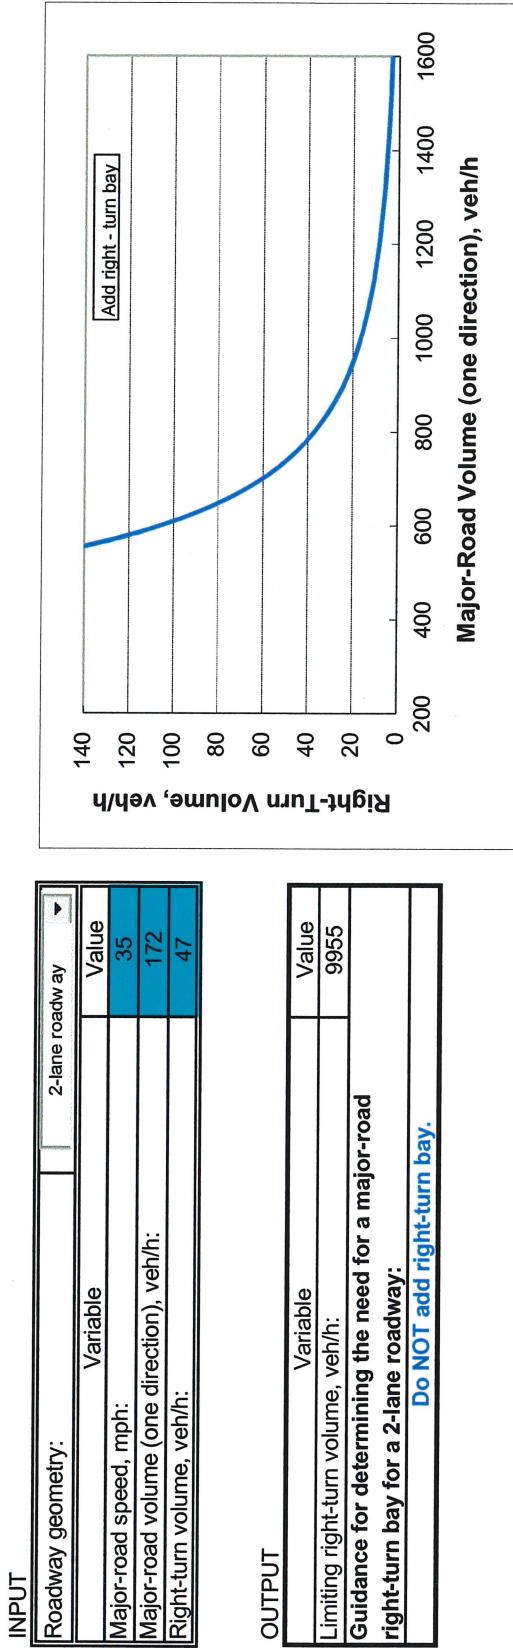 INPUT
Roadway geometry: 2-lane roadw ay
Variable Value
Major-road speed, mph: 35
Major-road volume (one direction), veh/h: 172
Right-turn volume, veh/h: 47
OUTPUT
Variable Value
Limiting right-turn volume, veh/h: 9955
Guidance for determining the need for a major-road
right-turn bay for a 2-lane roadway:
Do NOT add right-turn bay.
Right-Turn Volume, veh/h
140
120
100
80
60
40
20
0
Add right - turn bay
200 400 600 800 1000 1200 1400 1600
Major-Road Volume (one direction), veh/h